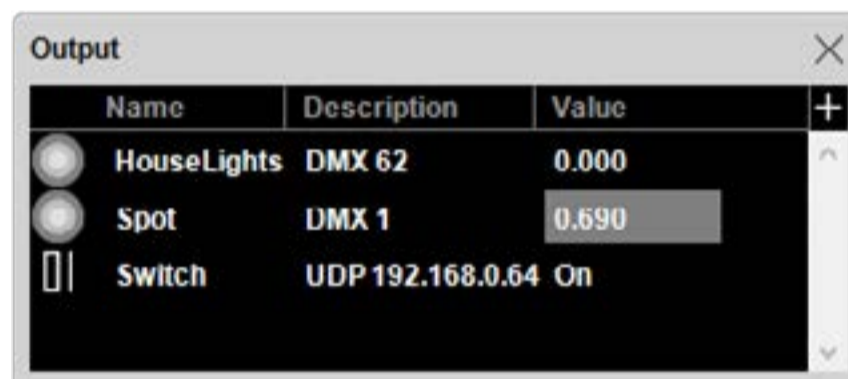 Output
Name Description Value
HouseLights DMX 62 0.000
Spot DMX 1 0.690
Switch UDP 192.168.0.64 On